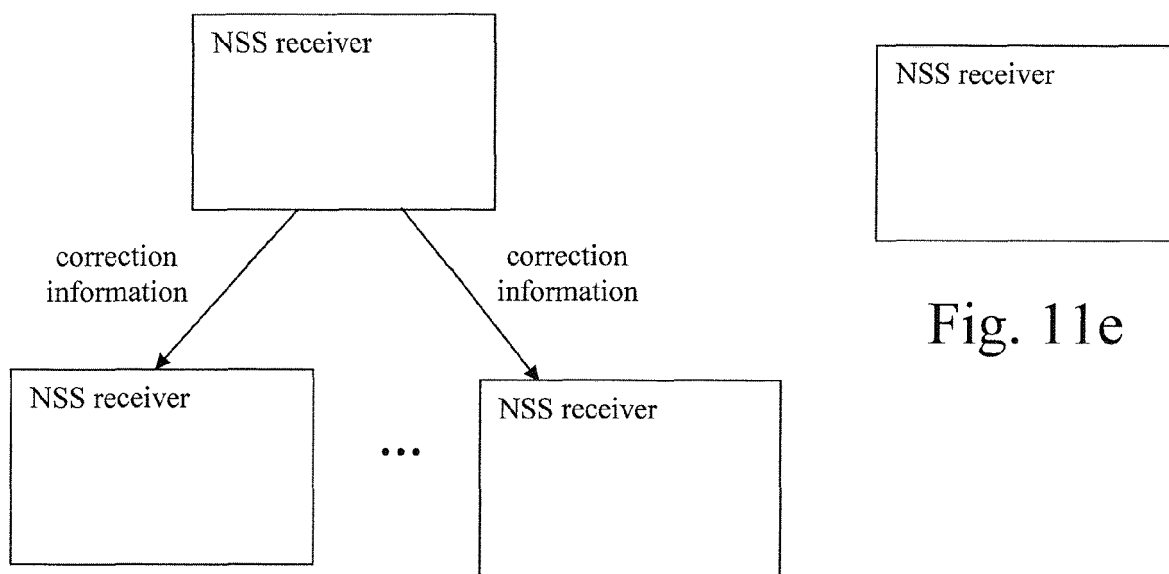 NSS receiver
NSS receiver
correction
information
correction
information
Fig. 11e
NSS receiver
...
NSS receiver